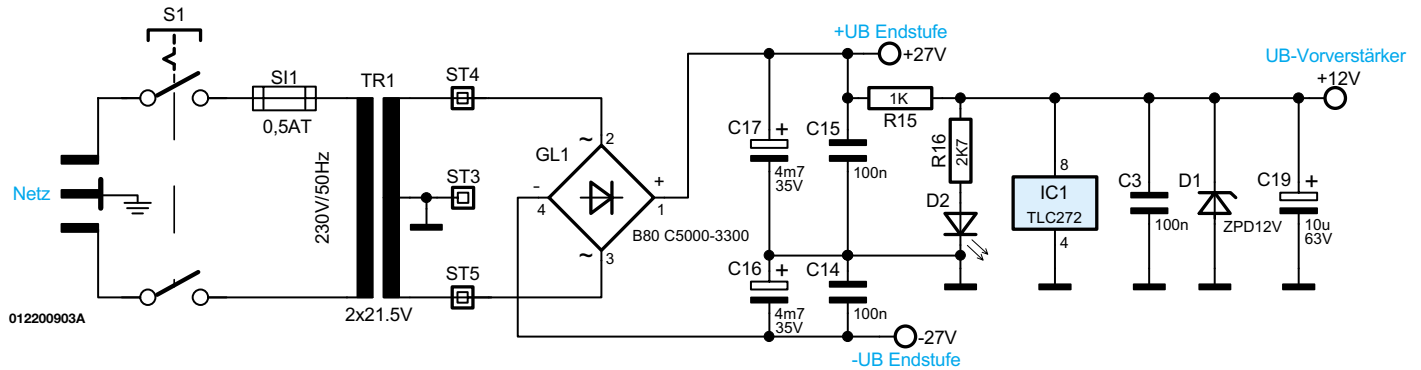 S1
SI1
0,5AT
Netz
230V/50Hz
TR1
2x21.5V
012200903A
ST4
ST3
ST5
GL1
~
2
-
4
+
1
~
3
B80 C5000-3300
+UB Endstufe
+27V
C17
+
4m7
35V
C15
100n
C16
+
4m7
35V
C14
100n
-27V
-UB Endstufe
1K
R15
R16
2K7
D2
8
IC1
TLC272
4
C3
100n
D1
ZPD12V
C19
+
10u
63V
UB-Vorverstärker
+12V